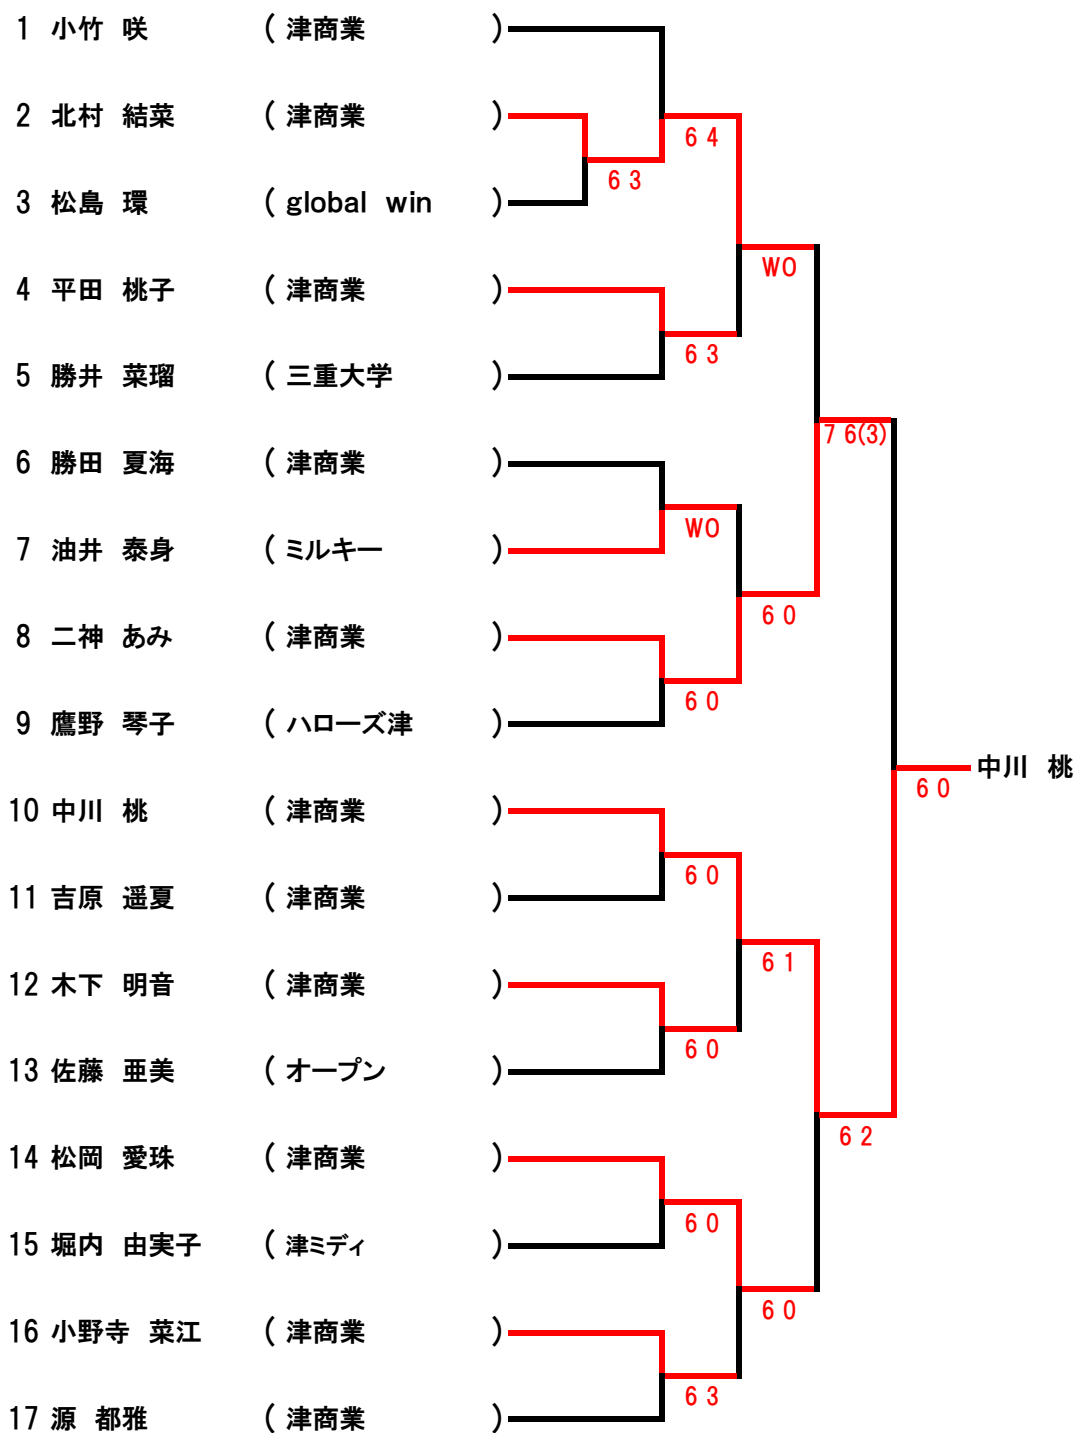 1 小竹 咲 ( 津商業 )
2 北村 結菜 ( 津商業 )
6 4
6 3
3 松島 環 ( global win )
WO
4 平田 桃子 ( 津商業 )
6 3
5 勝井 菜瑠 ( 三重大学 )
7 6(3)
6 勝田 夏海 ( 津商業 )
WO
7 油井 泰身 ( ミルキー )
6 0
8 二神 あみ ( 津商業 )
6 0
9 鷹野 琴子 ( ハローズ津 )
中川 桃
6 0
10 中川 桃 ( 津商業 )
6 0
11 吉原 遥夏 ( 津商業 )
6 1
12 木下 明音 ( 津商業 )
6 0
13 佐藤 亜美 ( オープン )
6 2
14 松岡 愛珠 ( 津商業 )
6 0
15 堀内 由実子 ( 津ミディ )
6 0
16 小野寺 菜江 ( 津商業 )
6 3
17 源 都雅 ( 津商業 )